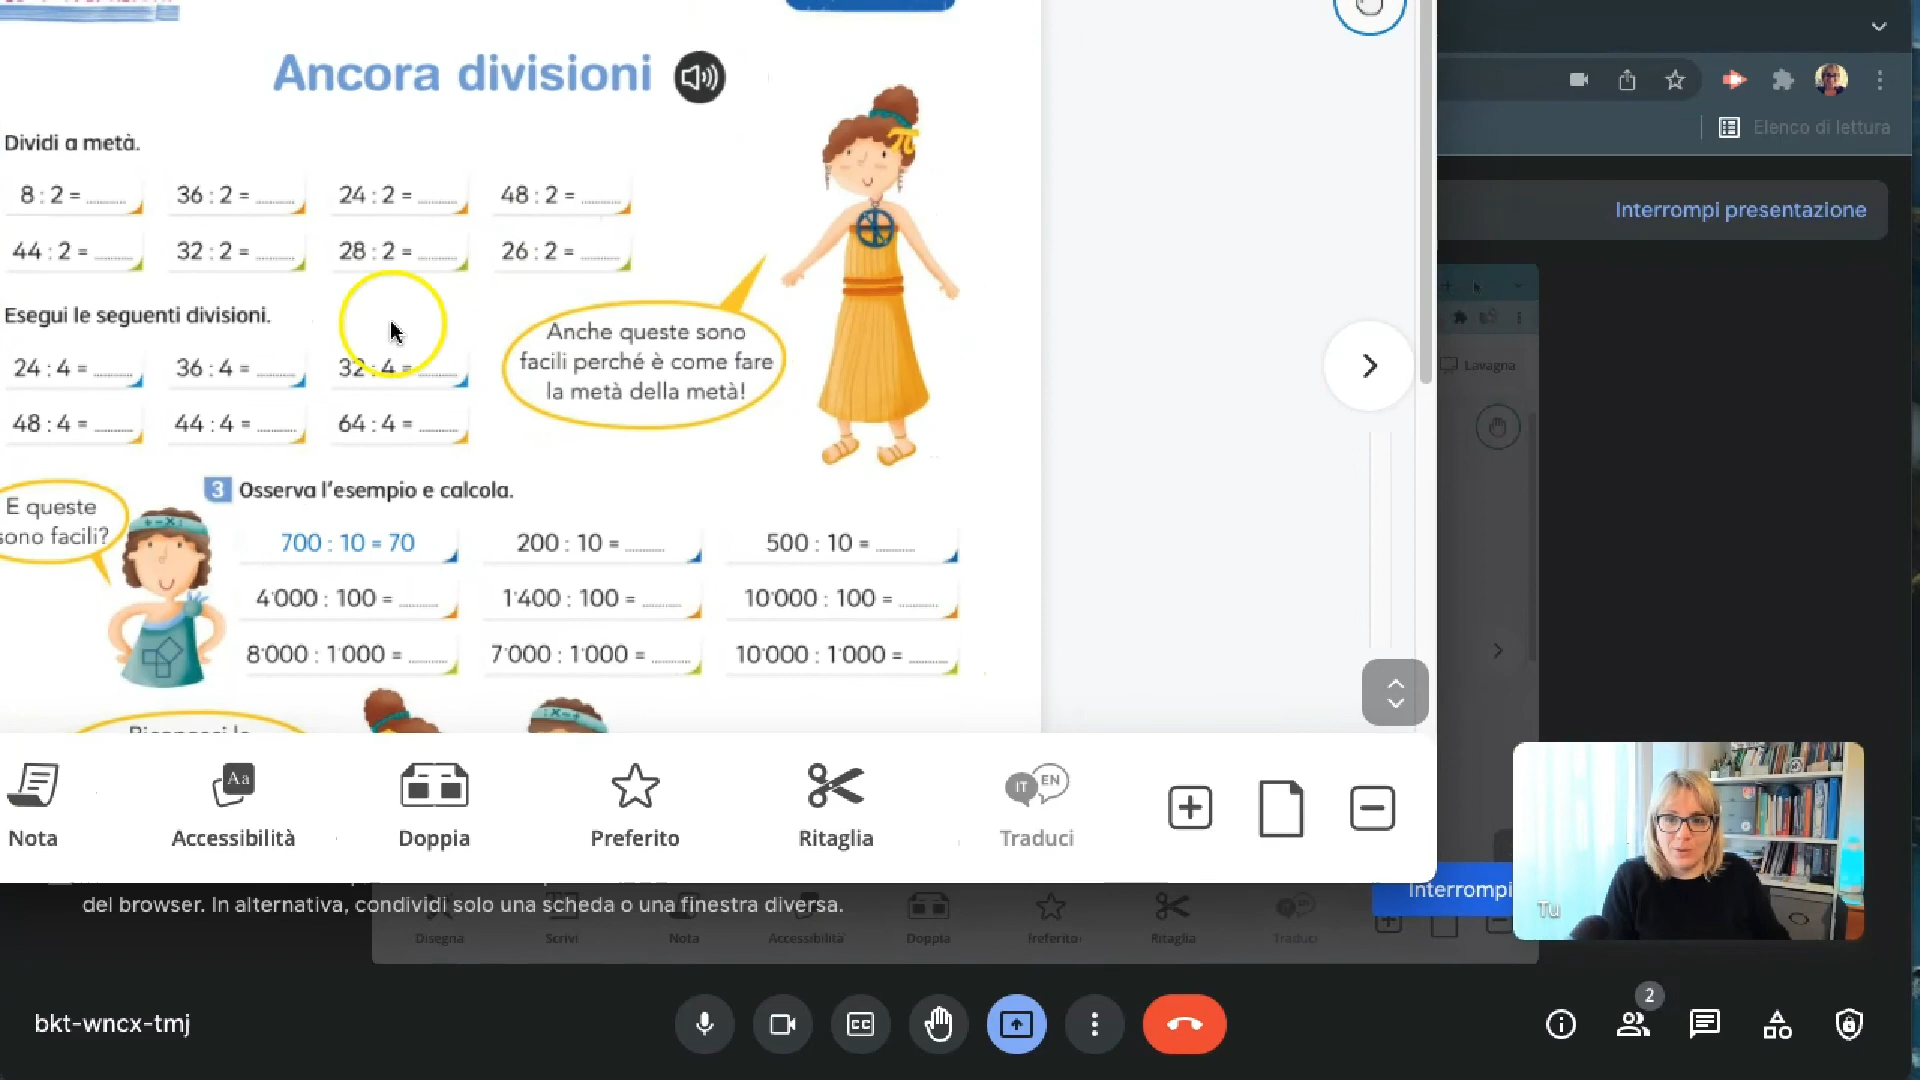 Ancora divisioni
Dividi a metà.
8 : 2 = ........ 36 : 2 = ........ 24 : 2 = ........ 48 : 2 = ........
44 : 2 = ........ 32 : 2 = ........ 28 : 2 = ........ 26 : 2 = ........
Esegui le seguenti divisioni.
24 : 4 = ........ 36 : 4 = ........ 32 : 4 = ........
48 : 4 = ........ 44 : 4 = ........ 64 : 4 = ........
Anche queste sono
facili perché è come fare
la metà della metà!
E queste
sono facili?
3 Osserva l'esempio e calcola.
700 : 10 = 70 200 : 10 = ........ 500 : 10 = ........
4'000 : 100 = ........ 1'400 : 100 = ........ 10'000 : 100 = ........
8'000 : 1'000 = ........ 7'000 : 1'000 = ........ 10'000 : 1'000 = ........
Nota Accessibilità Doppia Preferito Ritaglia Traduci
Aa
IT EN
Elenco di lettura
Interrompi presentazione
Lavagna
Interrompi
del browser. In alternativa, condividi solo una scheda o una finestra diversa.
Disegna Scrivi Nota Accessibilità Doppia Preferito Ritaglia Traduci
Tu
bkt-wncx-tmj
CC
2